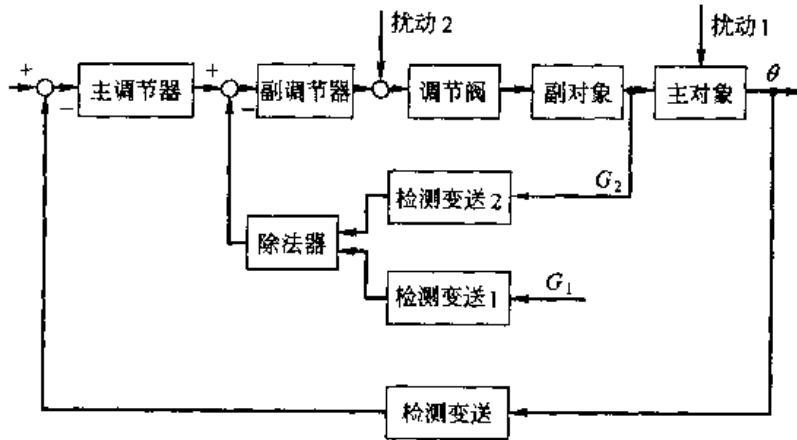 扰动2
扰动1
+
主调节器
+
副调节器
调节阀
副对象
主对象
θ
−
−
G₂
检测变送2
除法器
G₁
检测变送1
检测变送